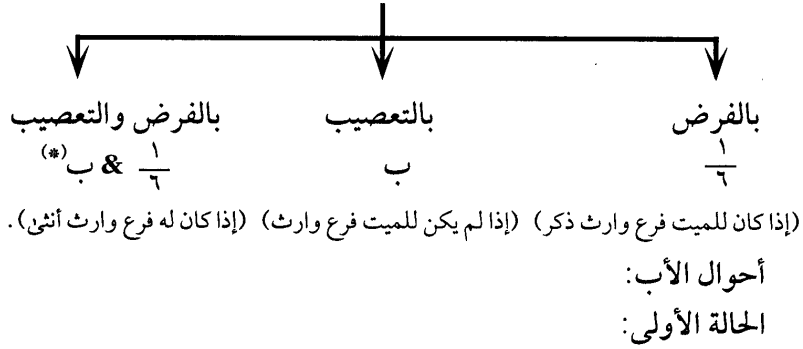 بالفرض بالتعصيب بالفرض والتعصيب
١/٦ ب ١/٦ & ب(*)
(إذا كان للميت فرع وارث ذكر) (إذا لم يكن للميت فرع وارث) (إذا كان له فرع وارث أنثىٰ).
أحوال الأب:
الحالة الأولى: